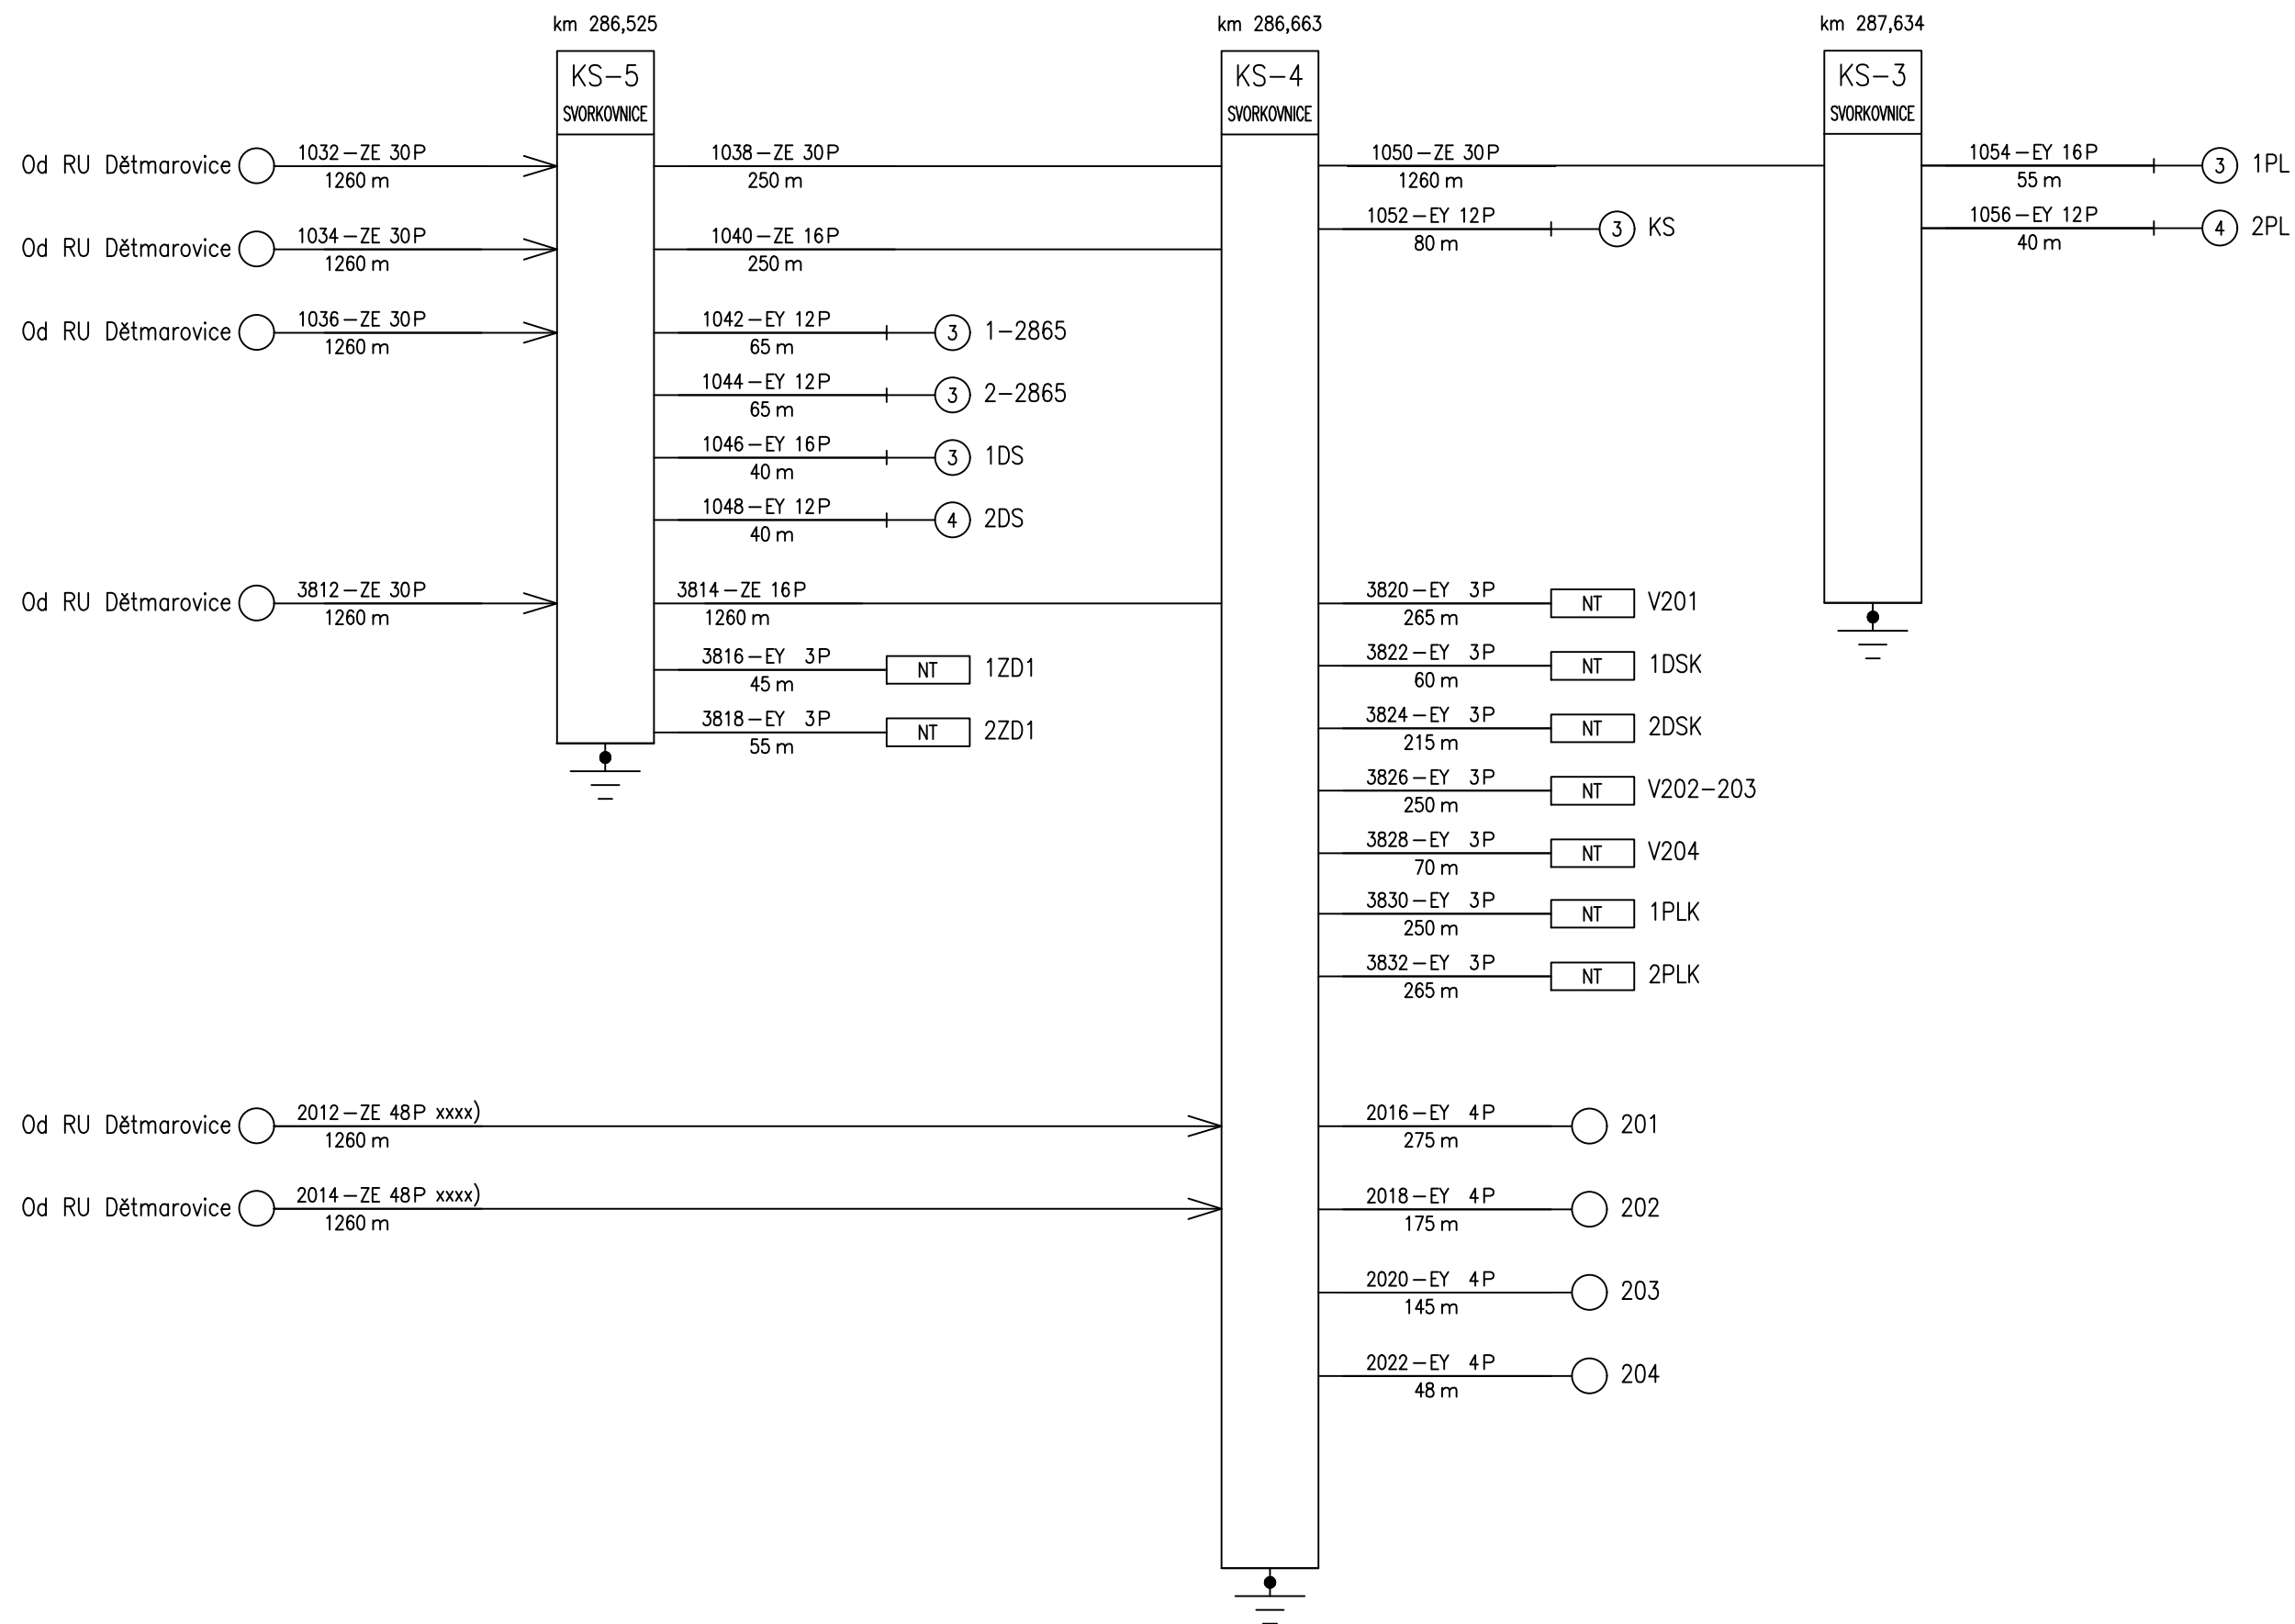 km 286,525
km 286,663
km 287,634
KS-5
SVORKOVNICE
KS-4
SVORKOVNICE
KS-3
SVORKOVNICE
Od RU Dětmarovice
1032-ZE 30P
1260 m
1038-ZE 30P
250 m
1050-ZE 30P
1260 m
1054-EY 16P
55 m
3
1PL
1052-EY 12P
80 m
3
KS
1056-EY 12P
40 m
4
2PL
Od RU Dětmarovice
1034-ZE 30P
1260 m
1040-ZE 16P
250 m
Od RU Dětmarovice
1036-ZE 30P
1260 m
1042-EY 12P
65 m
3
1-2865
1044-EY 12P
65 m
3
2-2865
1046-EY 16P
40 m
3
1DS
1048-EY 12P
40 m
4
2DS
Od RU Dětmarovice
3812-ZE 30P
1260 m
3814-ZE 16P
1260 m
3820-EY 3P
265 m
NT
V201
3816-EY 3P
45 m
NT
1ZD1
3822-EY 3P
60 m
NT
1DSK
3818-EY 3P
55 m
NT
2ZD1
3824-EY 3P
215 m
NT
2DSK
3826-EY 3P
250 m
NT
V202-203
3828-EY 3P
70 m
NT
V204
3830-EY 3P
250 m
NT
1PLK
3832-EY 3P
265 m
NT
2PLK
Od RU Dětmarovice
2012-ZE 48P xxxx)
1260 m
2016-EY 4P
275 m
201
Od RU Dětmarovice
2014-ZE 48P xxxx)
1260 m
2018-EY 4P
175 m
202
2020-EY 4P
145 m
203
2022-EY 4P
48 m
204